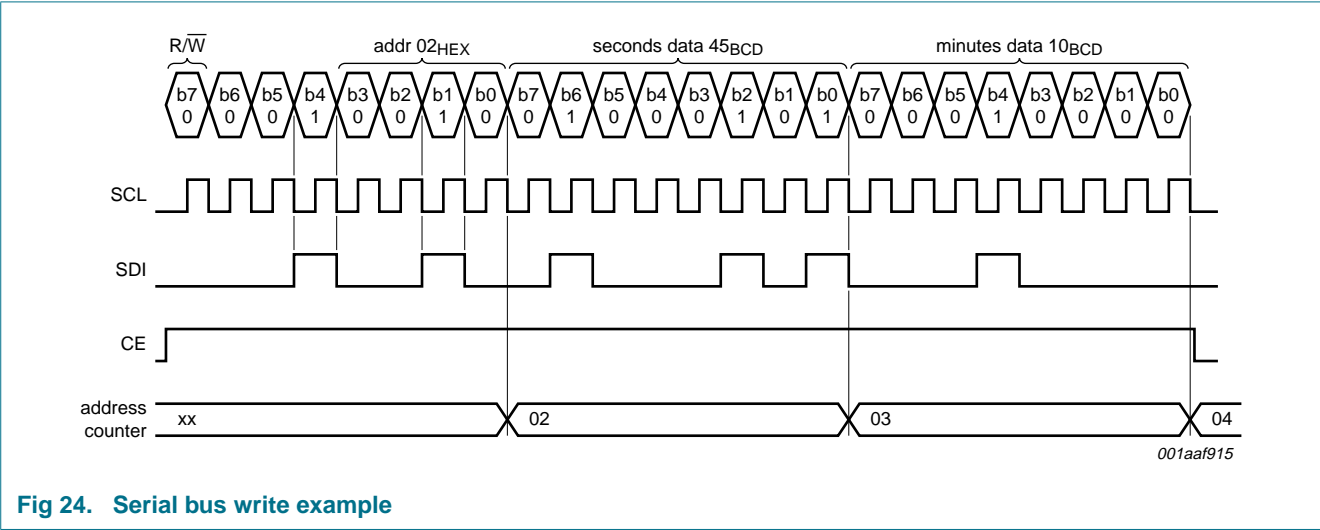 R/W addr 02HEX seconds data 45BCD minutes data 10BCD
b7 b6 b5 b4 b3 b2 b1 b0 b7 b6 b5 b4 b3 b2 b1 b0 b7 b6 b5 b4 b3 b2 b1 b0
0 0 0 1 0 0 1 0 0 1 0 0 0 1 0 1 0 0 0 1 0 0 0 0
SCL
SDI
CE
address
counter
xx 02 03 04
001aaf915
Fig 24. Serial bus write example